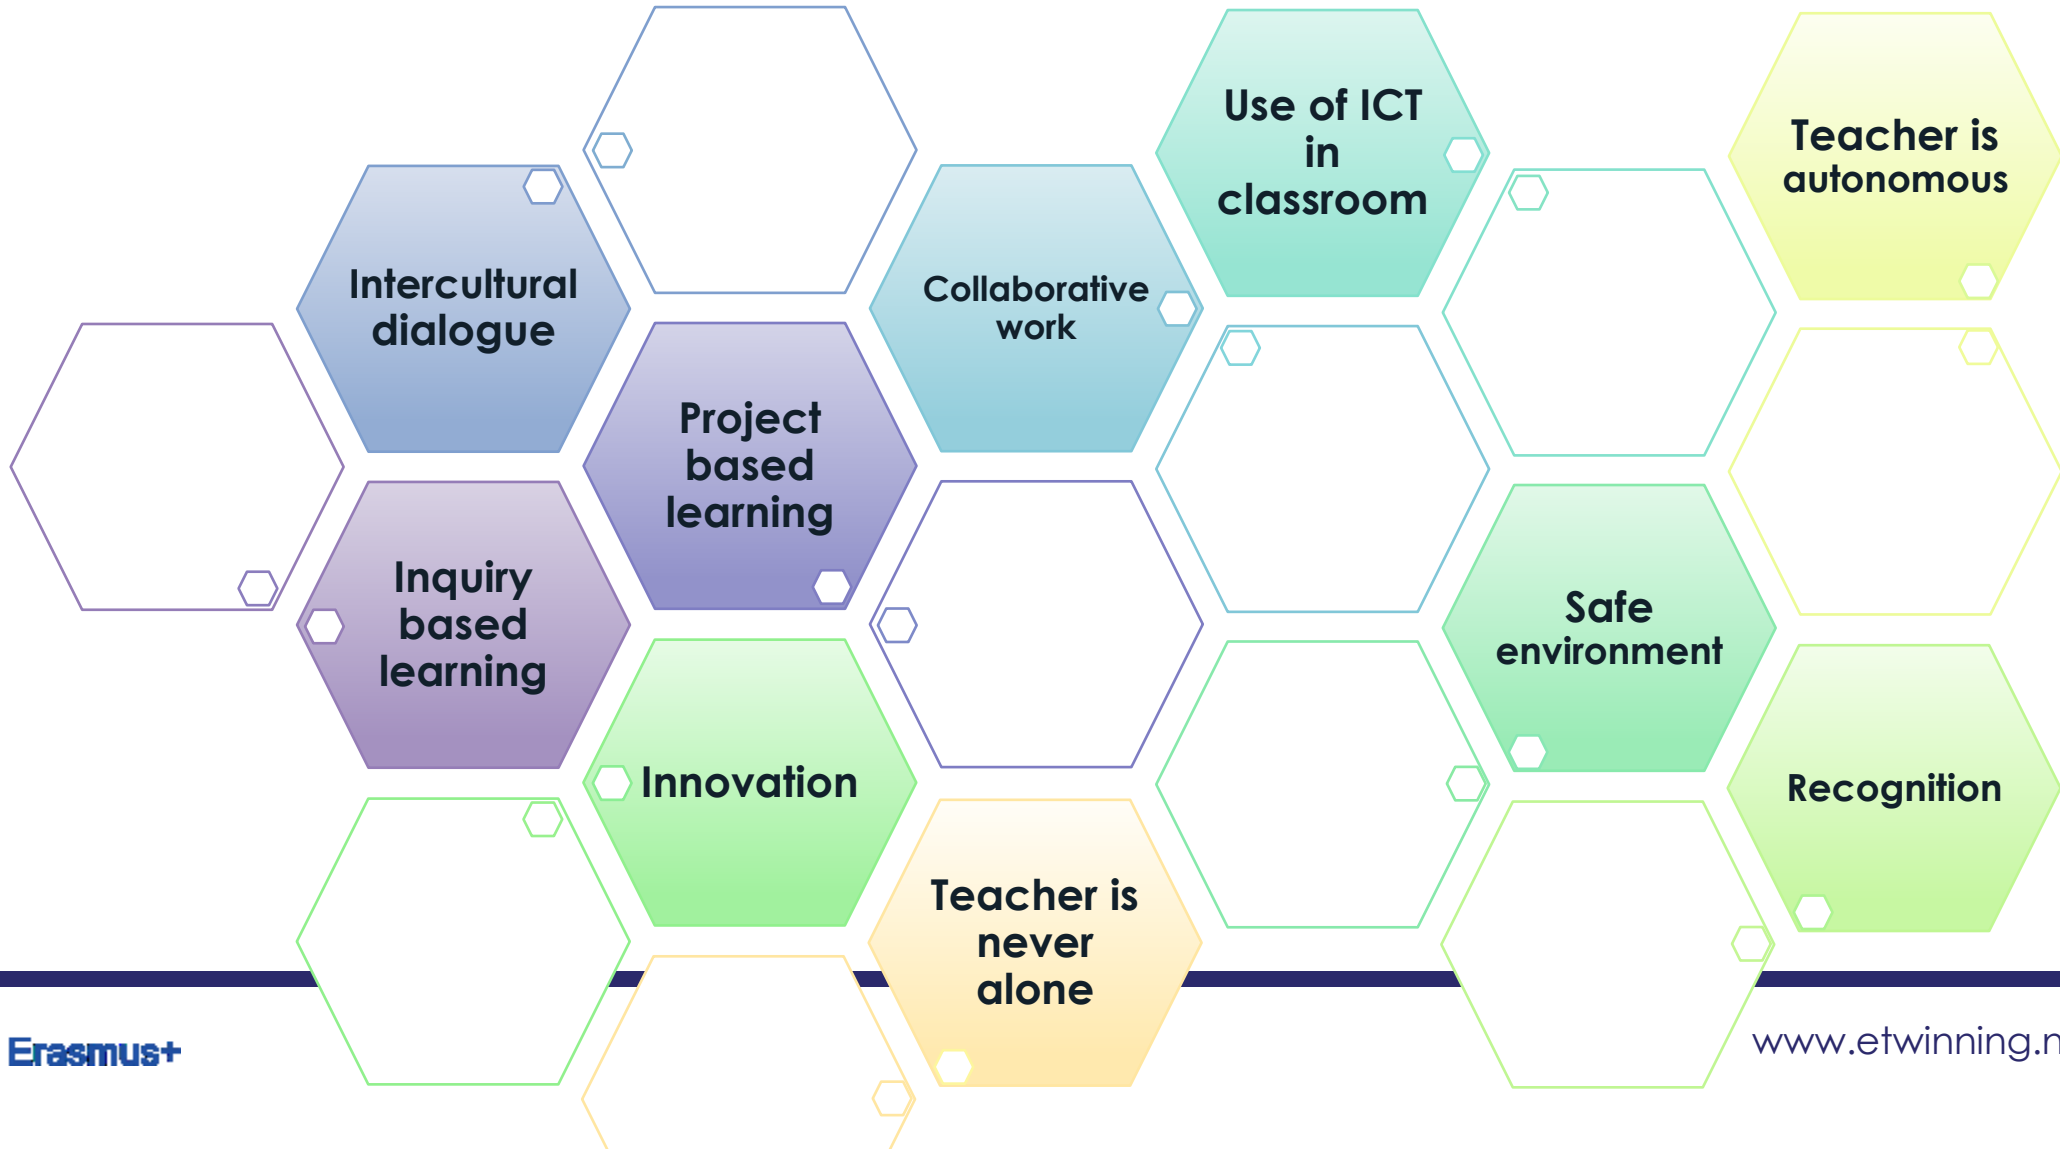 Use of ICT
in
classroom
Teacher is
autonomous
Intercultural
dialogue
Collaborative
work
Project
based
learning
Inquiry
based
learning
Safe
environment
Innovation
Recognition
Teacher is
never
alone
Erasmus+
www.etwinning.n